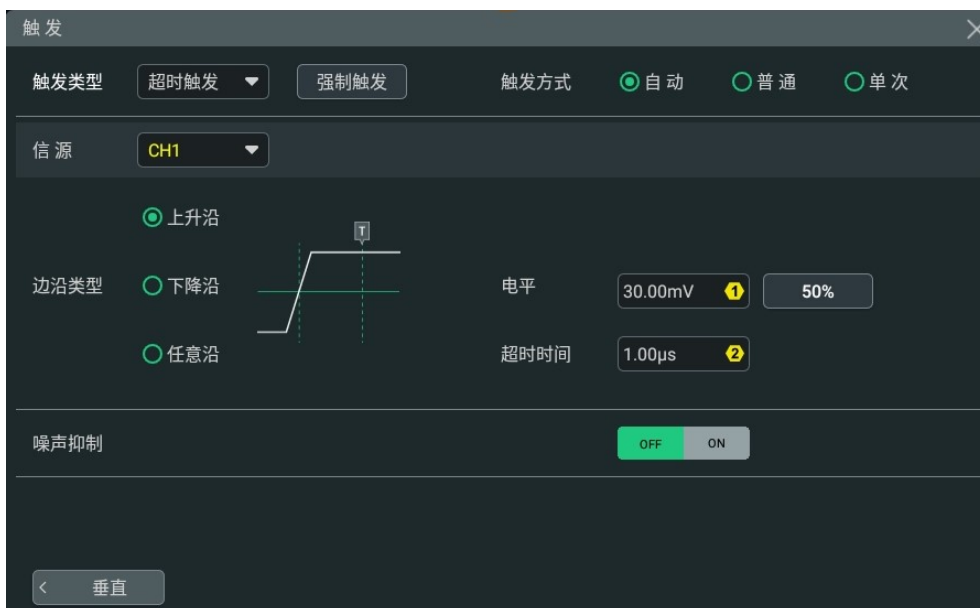 触发
触发类型 超时触发 强制触发 触发方式 自动 普通 单次
信源 CH1
上升沿
T
边沿类型 下降沿 电平 30.00mV 1 50%
任意沿 超时时间 1.00μs 2
噪声抑制 OFF ON
< 垂直